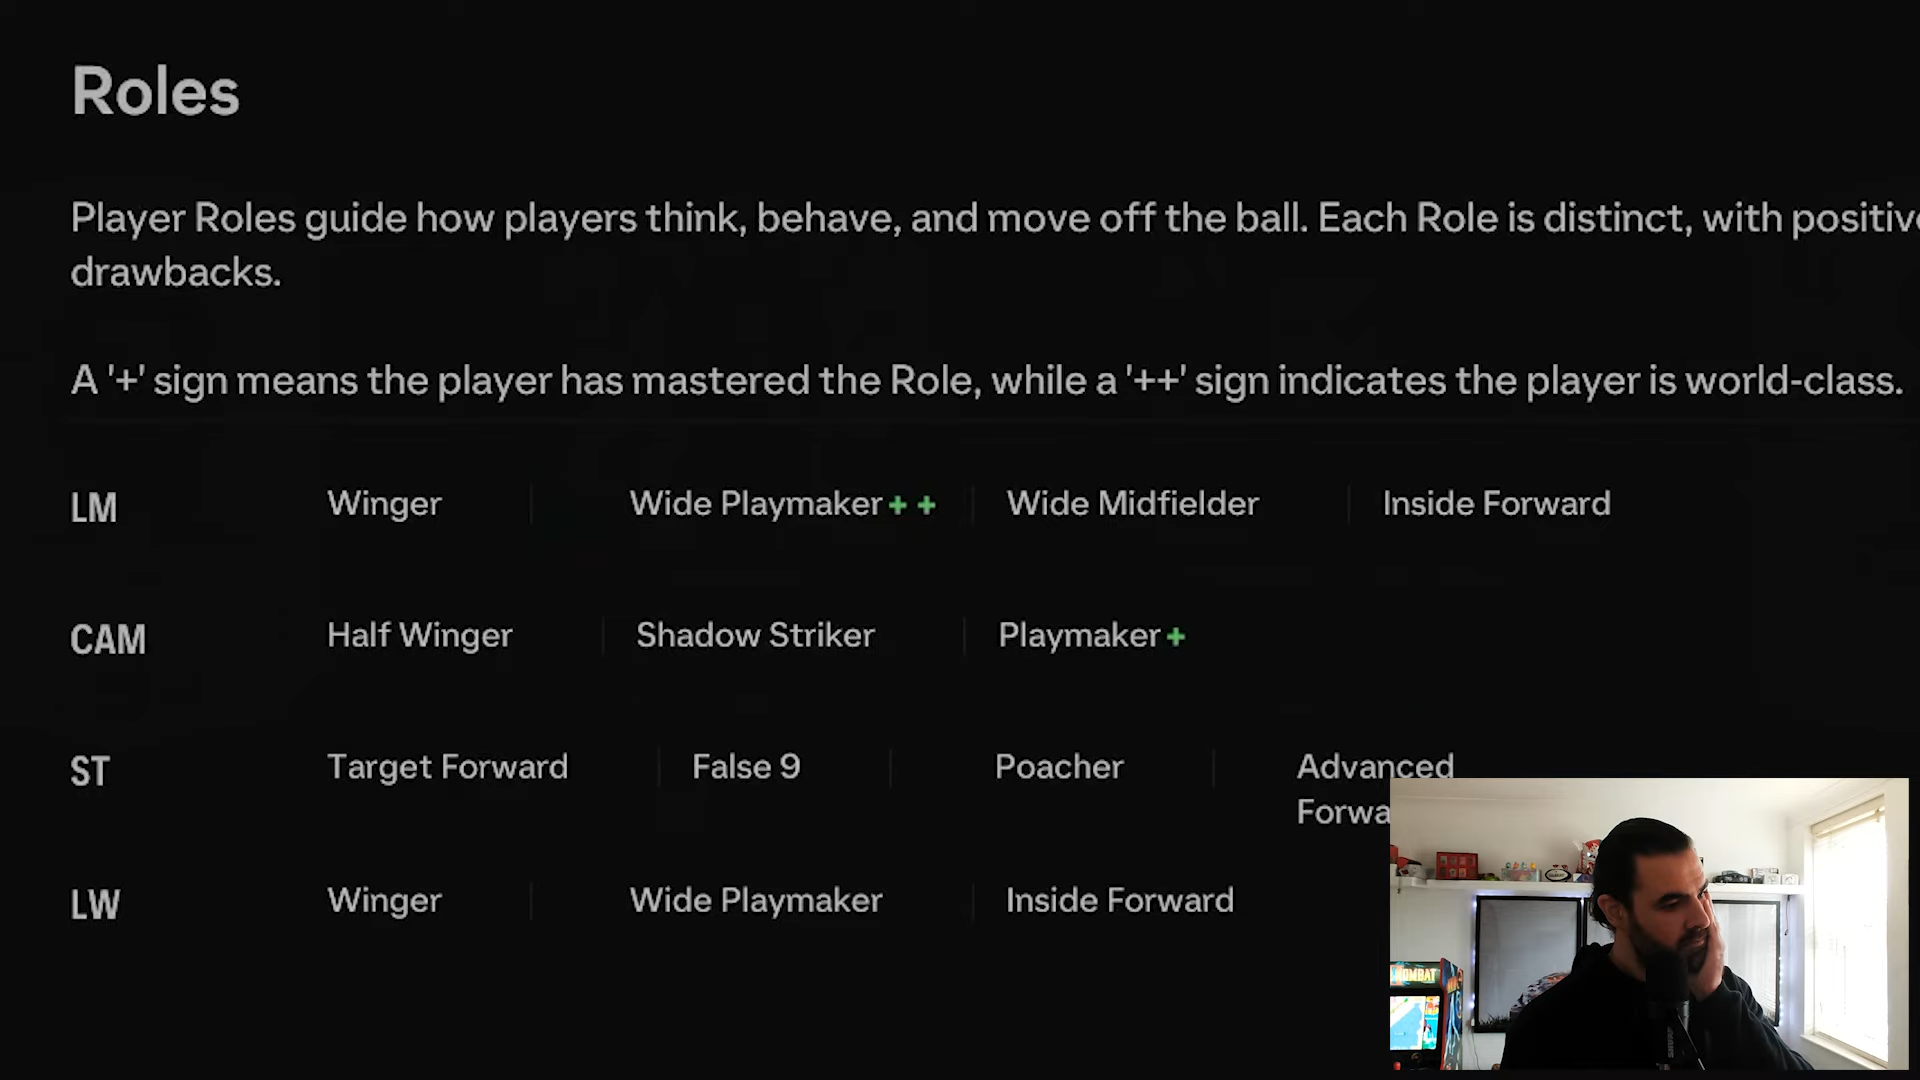 Roles
Player Roles guide how players think, behave, and move off the ball. Each Role is distinct, with positive
drawbacks.
A '+' sign means the player has mastered the Role, while a '++' sign indicates the player is world-class.
LM Winger Wide Playmaker++ Wide Midfielder Inside Forward
CAM Half Winger Shadow Striker Playmaker+
ST Target Forward False 9 Poacher Advanced
Forwa
LW Winger Wide Playmaker Inside Forward
KOMBAT